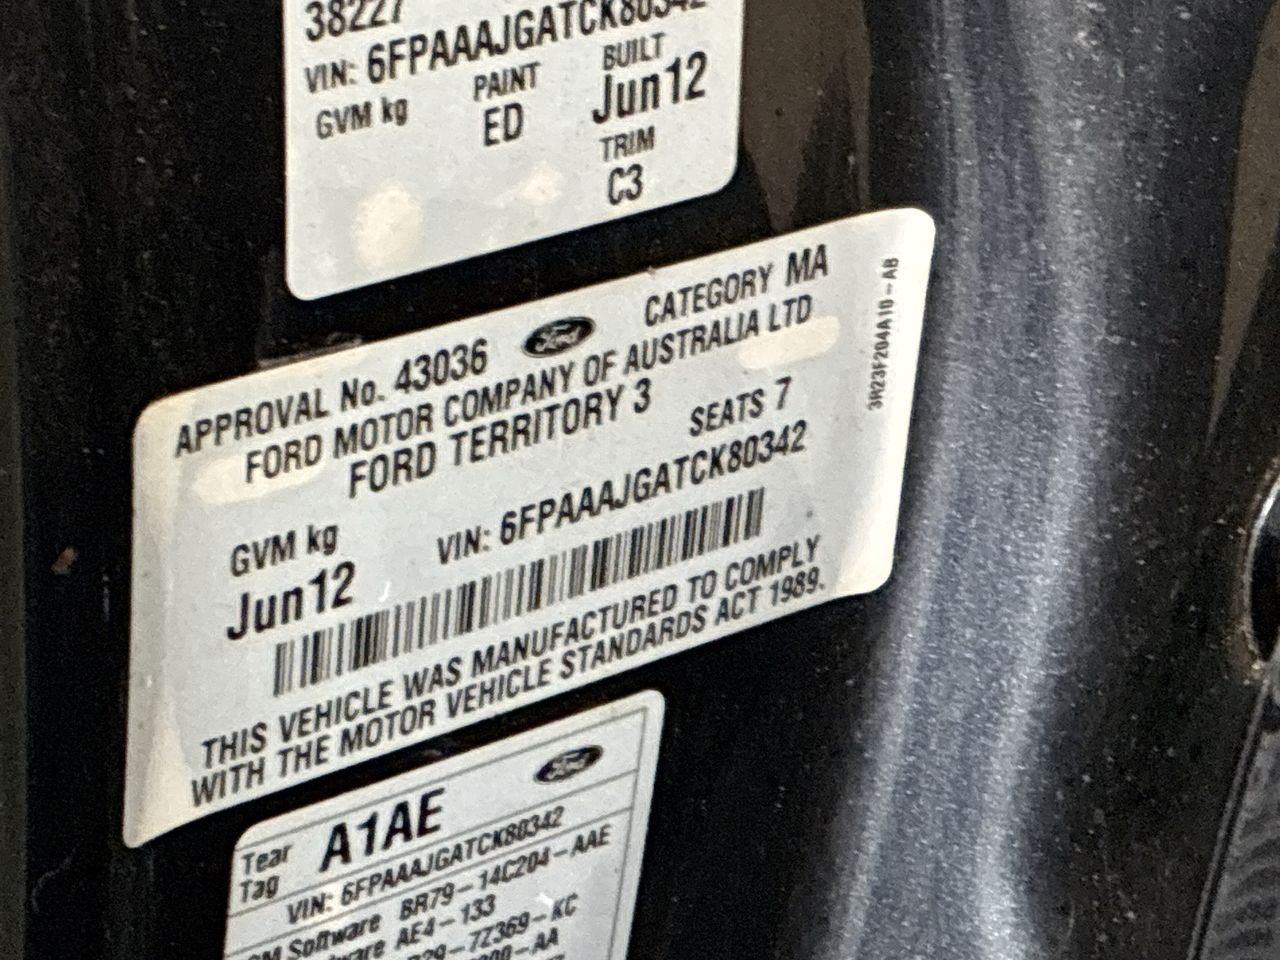 38227
VIN: 6FPAAAJGATCK80342
GVM kg PAINT BUILT
ED Jun12
TRIM
C3
APPROVAL No. 43036 Ford CATEGORY MA
FORD MOTOR COMPANY OF AUSTRALIA LTD
FORD TERRITORY 3
SEATS 7
GVM kg VIN: 6FPAAAJGATCK80342
Jun12
THIS VEHICLE WAS MANUFACTURED TO COMPLY
WITH THE MOTOR VEHICLE STANDARDS ACT 1989.
3R23F204A10-AB
Tear Tag A1AE Ford
VIN: 6FPAAAJGATCK80342
Software 8R79-14C204-AAE
AE4-133
7Z369-KC
AA